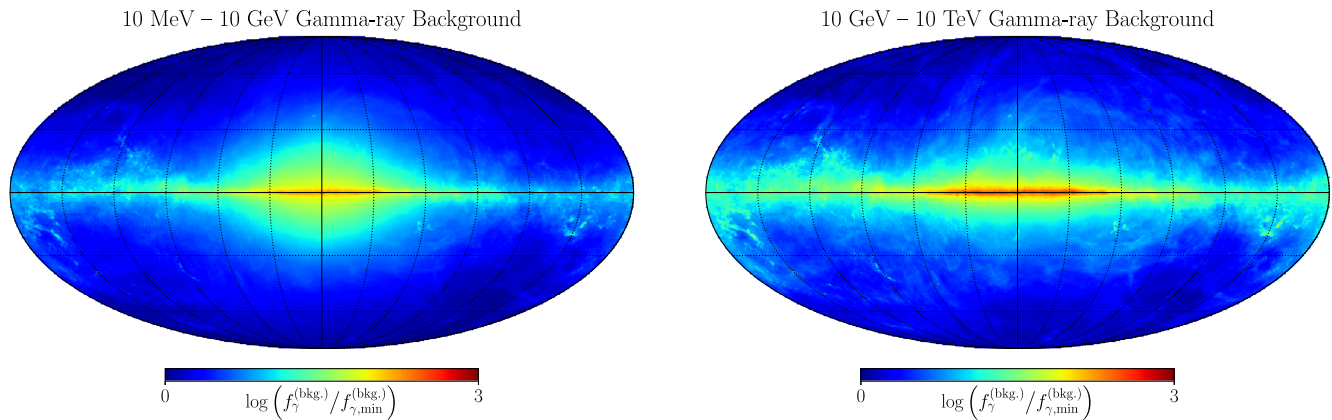 10 MeV – 10 GeV Gamma-ray Background
10 GeV – 10 TeV Gamma-ray Background
0
3
log (f_γ^(bkg.) / f_γ,min^(bkg.))
0
3
log (f_γ^(bkg.) / f_γ,min^(bkg.))